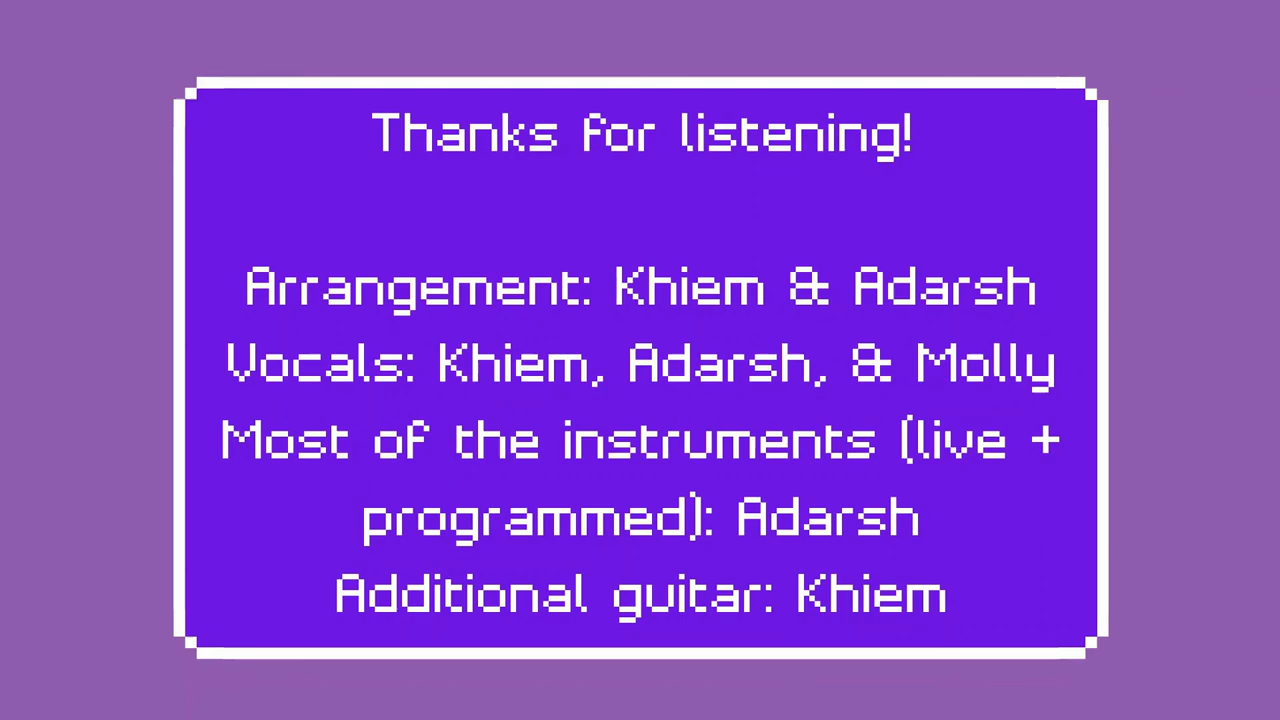 Thanks for listening!
Arrangement: Khiem & Adarsh
Vocals: Khiem, Adarsh, & Molly
Most of the instruments (live +
programmed): Adarsh
Additional guitar: Khiem